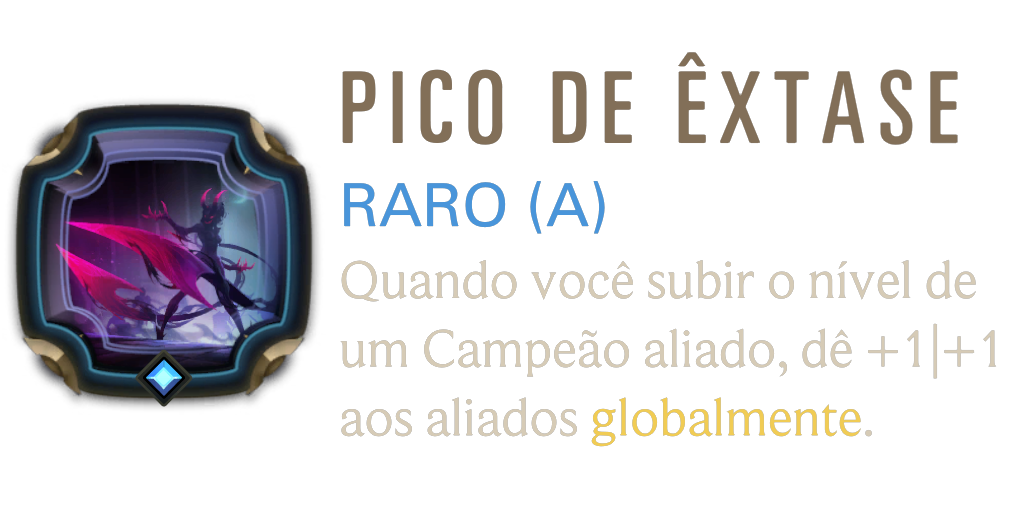 PICO DE ÊXTASE
RARO (A)
Quando você subir o nível de
um Campeão aliado, dê +1|+1
aos aliados globalmente.